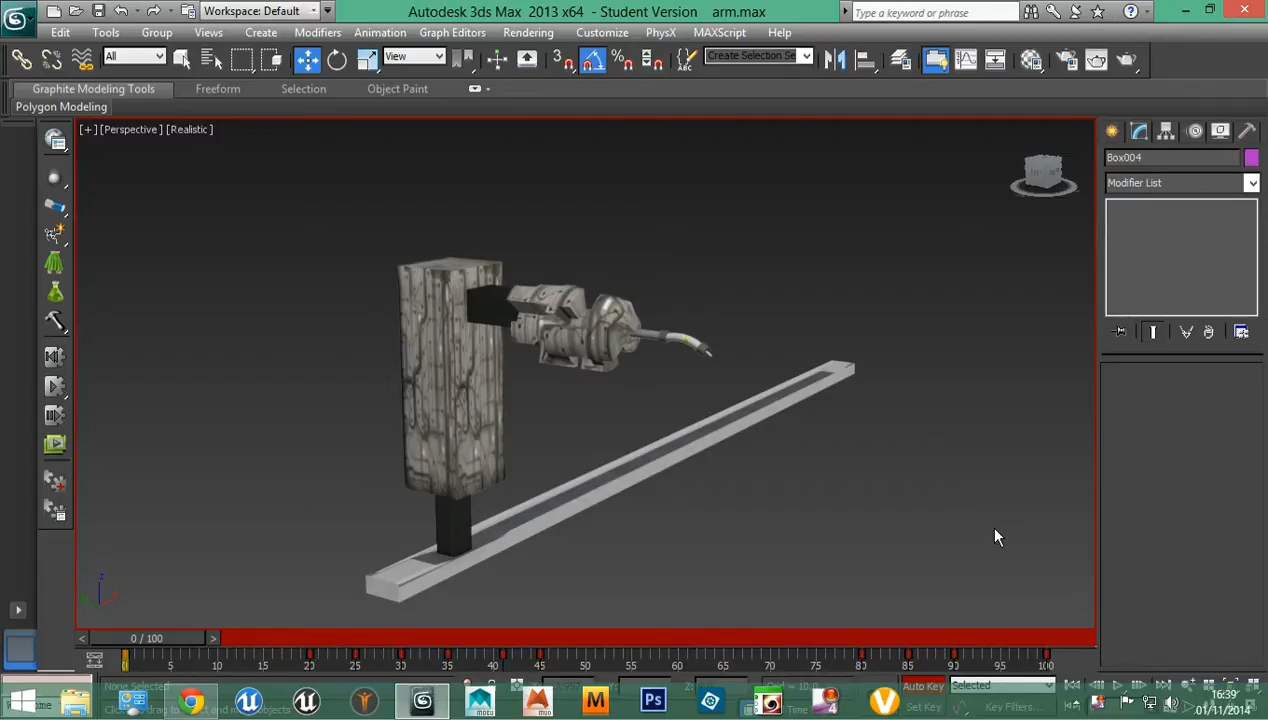 Workspace: Default
Autodesk 3ds Max 2013 x64 - Student Version arm.max
Type a keyword or phrase
Edit Tools Group Views Create Modifiers Animation Graph Editors Rendering Customize PhysX MAXScript Help
All View Create Selection Se
Graphite Modeling Tools Freeform Selection Object Paint
Polygon Modeling
[+] [Perspective] [Realistic]
Box004
Modifier List
0 / 100
5 10 15 20 25 30 35 40 45 50 55 60 65 70 75 80 85 90 95 100
None Selected Auto Key Selected
Set Key Key Filters...
16:39
01/11/2014